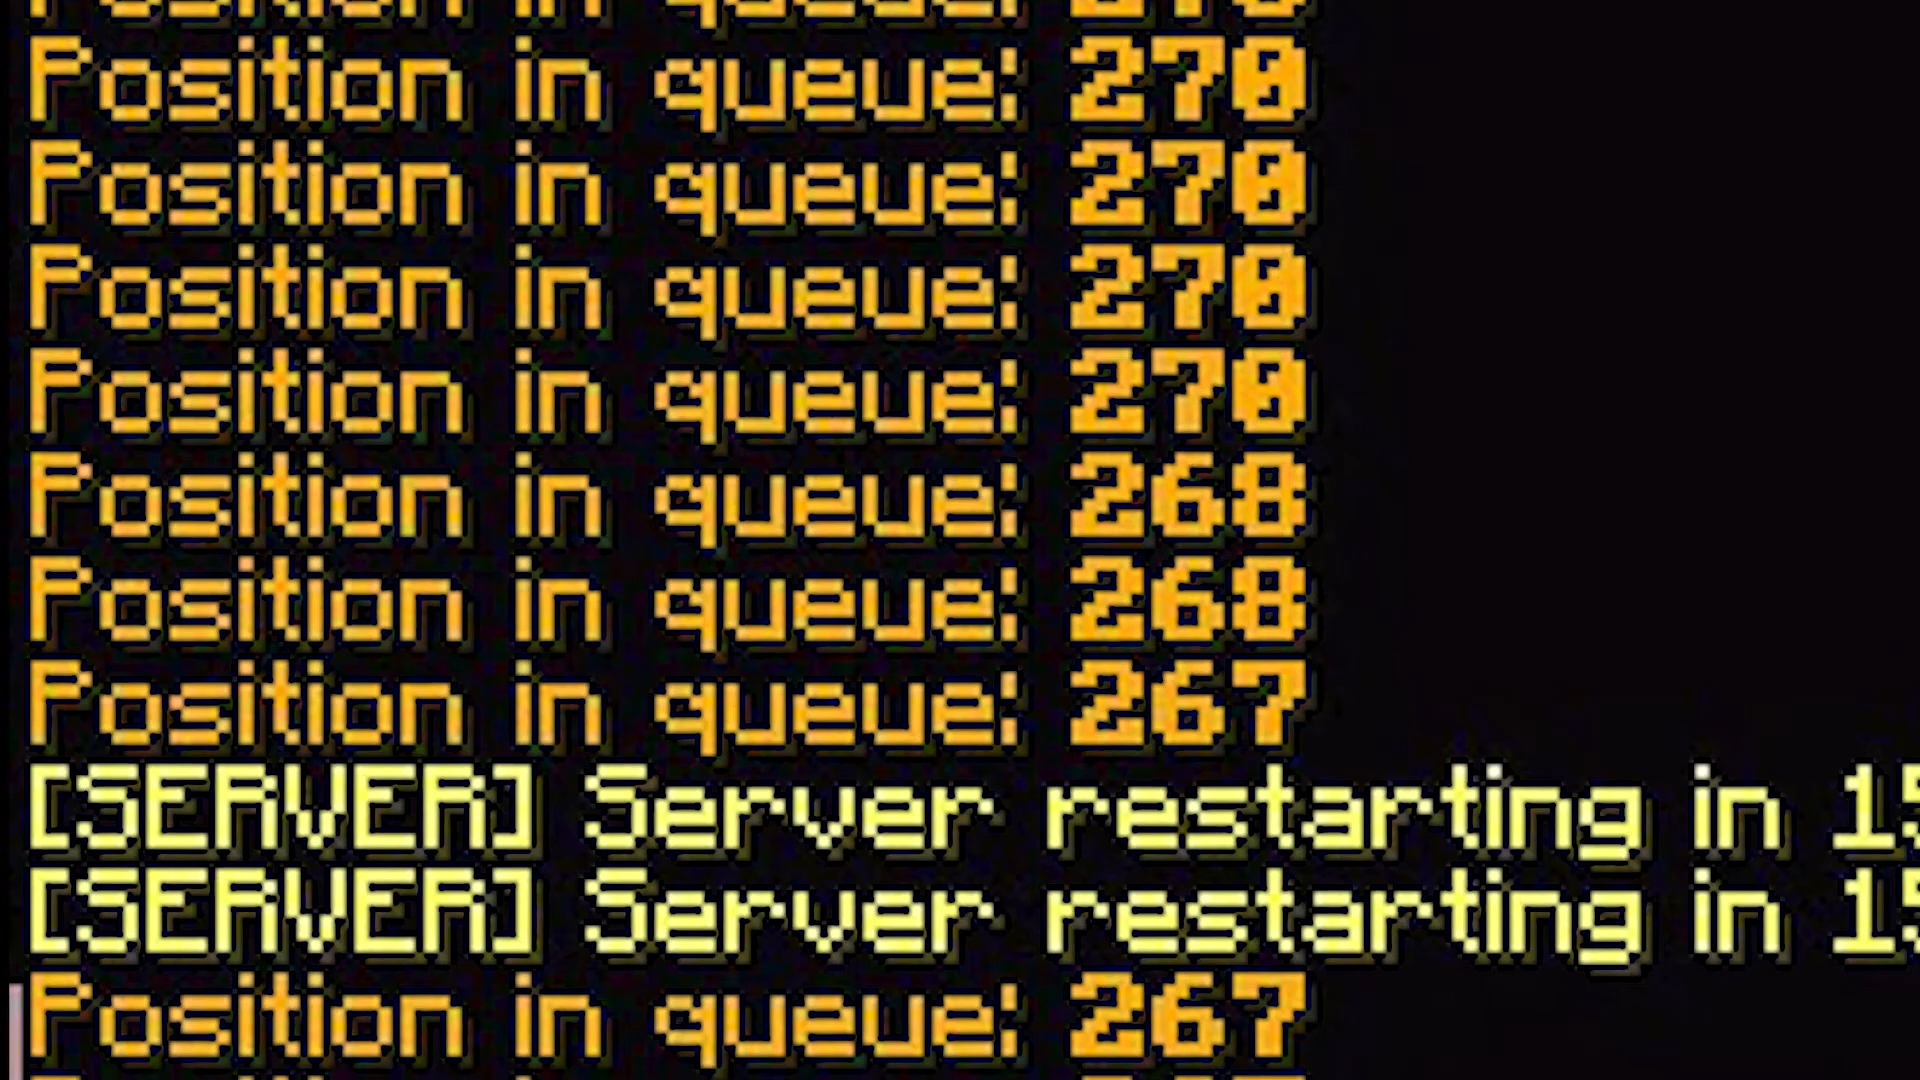 Position in queue: 270
Position in queue: 270
Position in queue: 270
Position in queue: 270
Position in queue: 268
Position in queue: 268
Position in queue: 267
[SERVER] Server restarting in
[SERVER] Server restarting in
Position in queue: 267